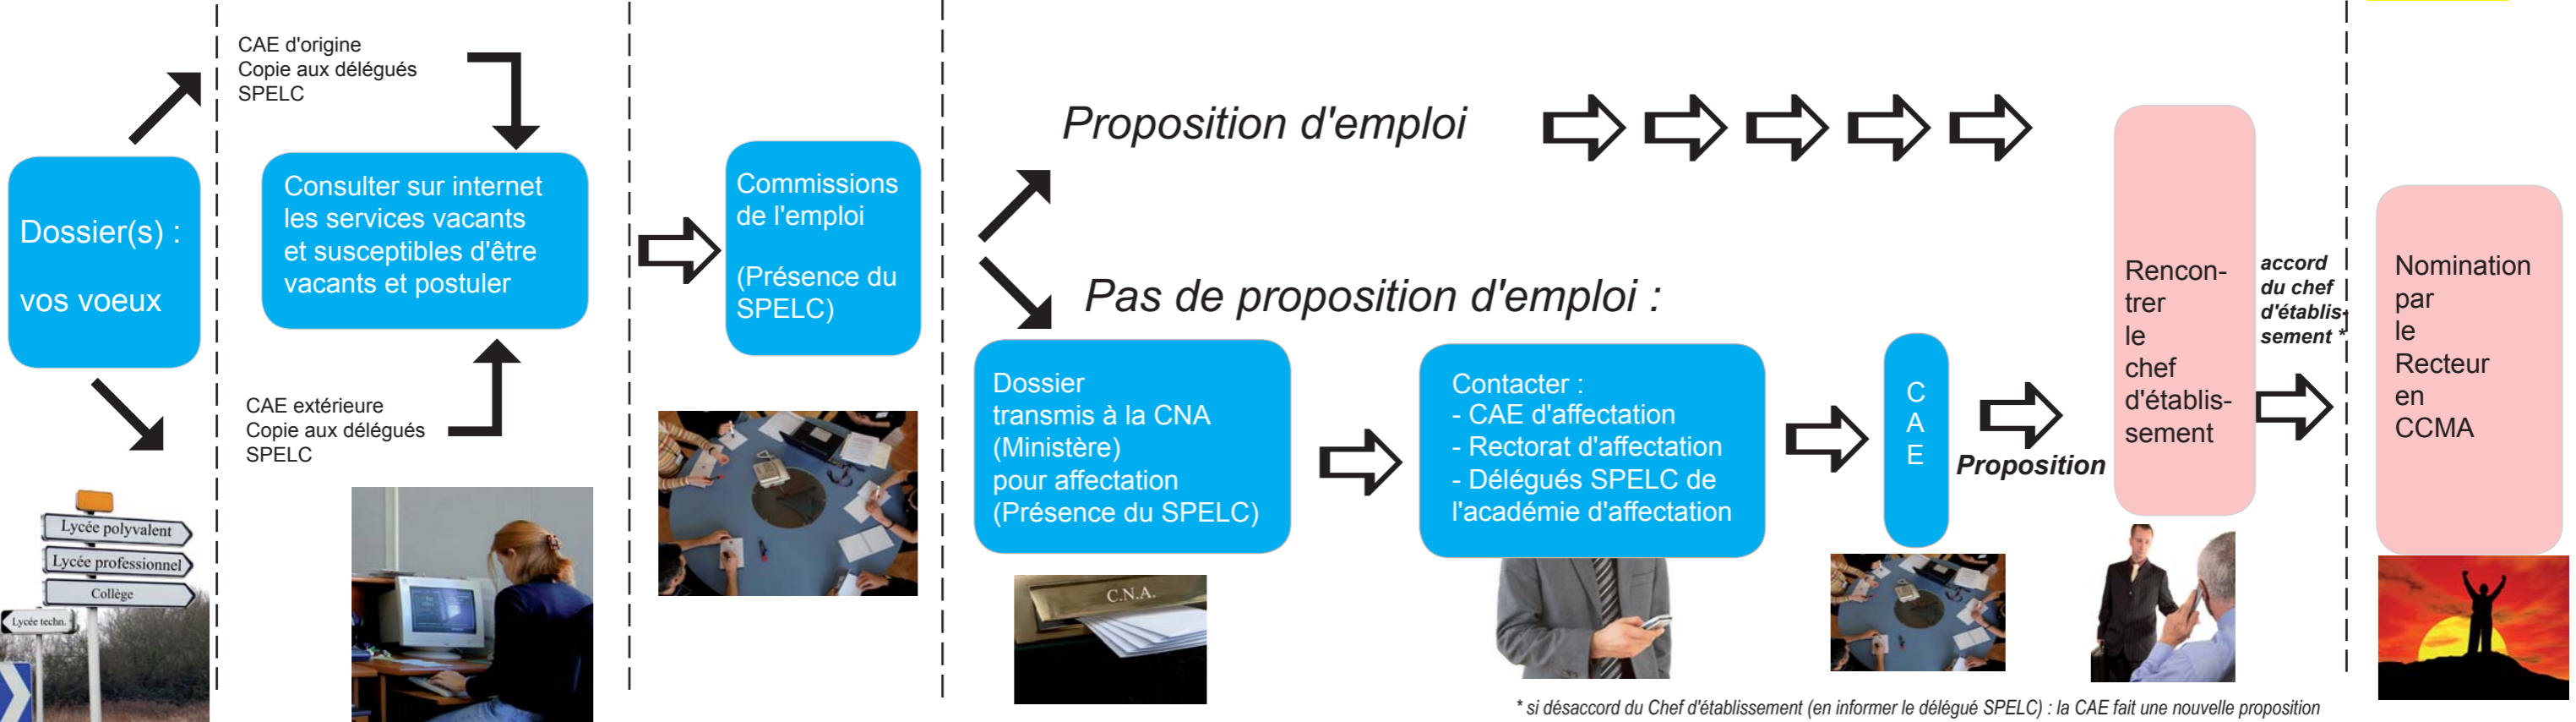 CAE d'origine
Copie aux délégués
SPELC
Dossier(s) :
vos voeux
Consulter sur internet
les services vacants
et susceptibles d'être
vacants et postuler
CAE extérieure
Copie aux délégués
SPELC
Lycée polyvalent
Lycée professionnel
Collège
Lycée techn.
Commissions
de l'emploi
(Présence du
SPELC)
Proposition d'emploi
Pas de proposition d'emploi :
Dossier
transmis à la CNA
(Ministère)
pour affectation
(Présence du SPELC)
C.N.A.
Contacter :
- CAE d'affectation
- Rectorat d'affectation
- Délégués SPELC de
l'académie d'affectation
C
A
E
Proposition
Rencon-
trer
le
chef
d'établis-
sement
accord
du chef
d'établis-
sement *
Nomination
par
le
Recteur
en
CCMA
* si désaccord du Chef d'établissement (en informer le délégué SPELC) : la CAE fait une nouvelle proposition